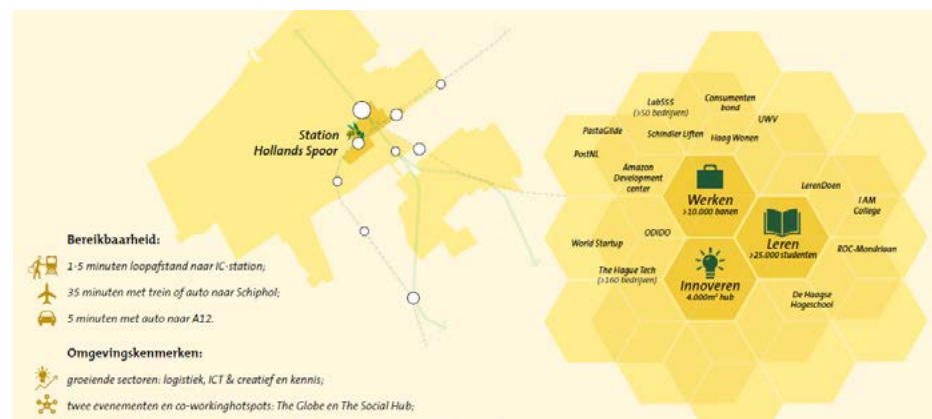 Station
Hollands Spoor
Bereikbaarheid:
1-5 minuten loopafstand naar IC-station;
35 minuten met trein of auto naar Schiphol;
5 minuten met auto naar A12.
Omgevingskenmerken:
groeiende sectoren: logistiek, ICT & creatief en kennis;
twee evenementen en co-workinghotspots: The Globe en The Social Hub;
Lab555
(>50 bedrijven)
Consumenten
bond
UWV
PastaGilde
Schindler Liften
Haag Wonen
PostNL
Amazon
Development
center
Werken
>10.000 banen
LerenDoen
I AM
College
World Startup
ODIDO
Leren
>25.000 studenten
ROC-Mondriaan
The Hague Tech
(>160 bedrijven)
Innoveren
4.000m² hub
De Haagse
Hogeschool